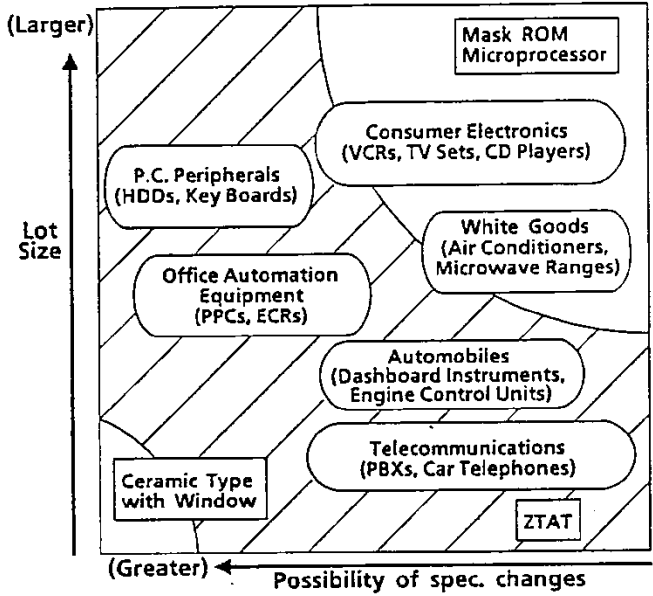 (Larger)
Mask ROM
Microprocessor
Consumer Electronics
(VCRs, TV Sets, CD Players)
P.C. Peripherals
(HDDs, Key Boards)
Lot
Size
White Goods
(Air Conditioners,
Microwave Ranges)
Office Automation
Equipment
(PPCs, ECRs)
Automobiles
(Dashboard Instruments,
Engine Control Units)
Telecommunications
(PBXs, Car Telephones)
Ceramic Type
with Window
ZTAT
(Greater)
Possibility of spec. changes